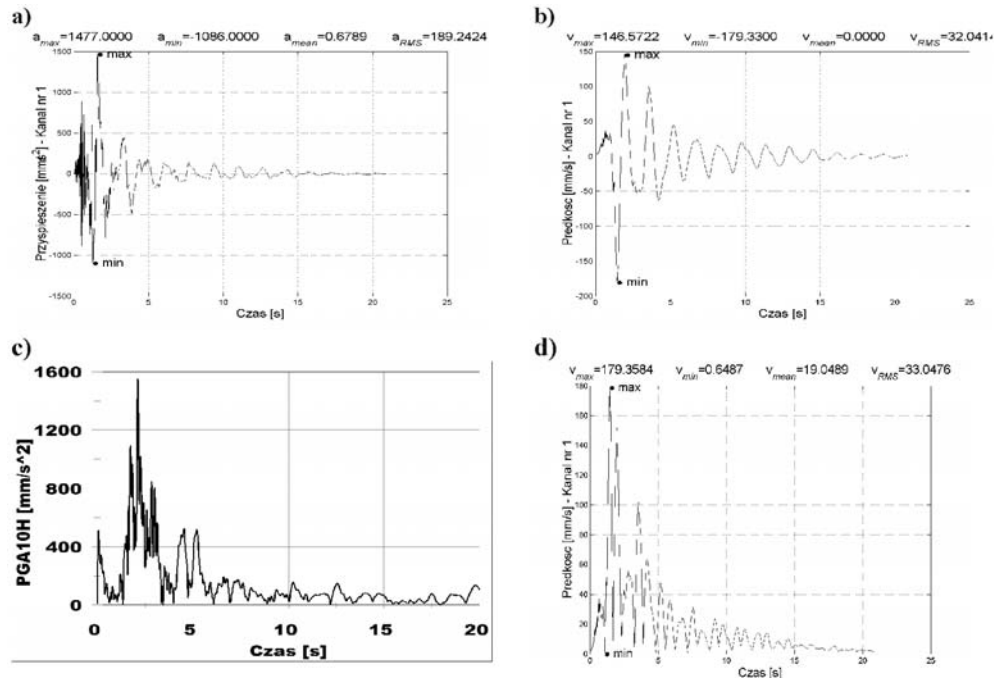 a)
a_max=1477.0000 a_min=-1086.0000 a_mean=0.6789 a_RMS=189.2424
max
min
1500
1000
500
0
-500
-1000
-1500
Przyspieszenie [mms²] - Kanał nr 1
0 5 10 15 20 25
Czas [s]
b)
v_max=146.5722 v_min=-179.3300 v_mean=0.0000 v_RMS=32.0414
max
min
150
100
50
0
-50
-100
-150
-200
Predkosc [mm/s] - Kanal nr 1
0 5 10 15 20 25
Czas [s]
c)
1600
1200
800
400
0
PGA10H [mm/s^2]
0 5 10 15 20
Czas [s]
d)
v_max=179.3584 v_min=0.6487 v_mean=19.0489 v_RMS=33.0476
max
min
180
160
140
120
100
80
60
40
20
0
Predkosc [mm/s] - Kanal nr 1
0 5 10 15 20 25
Czas [s]